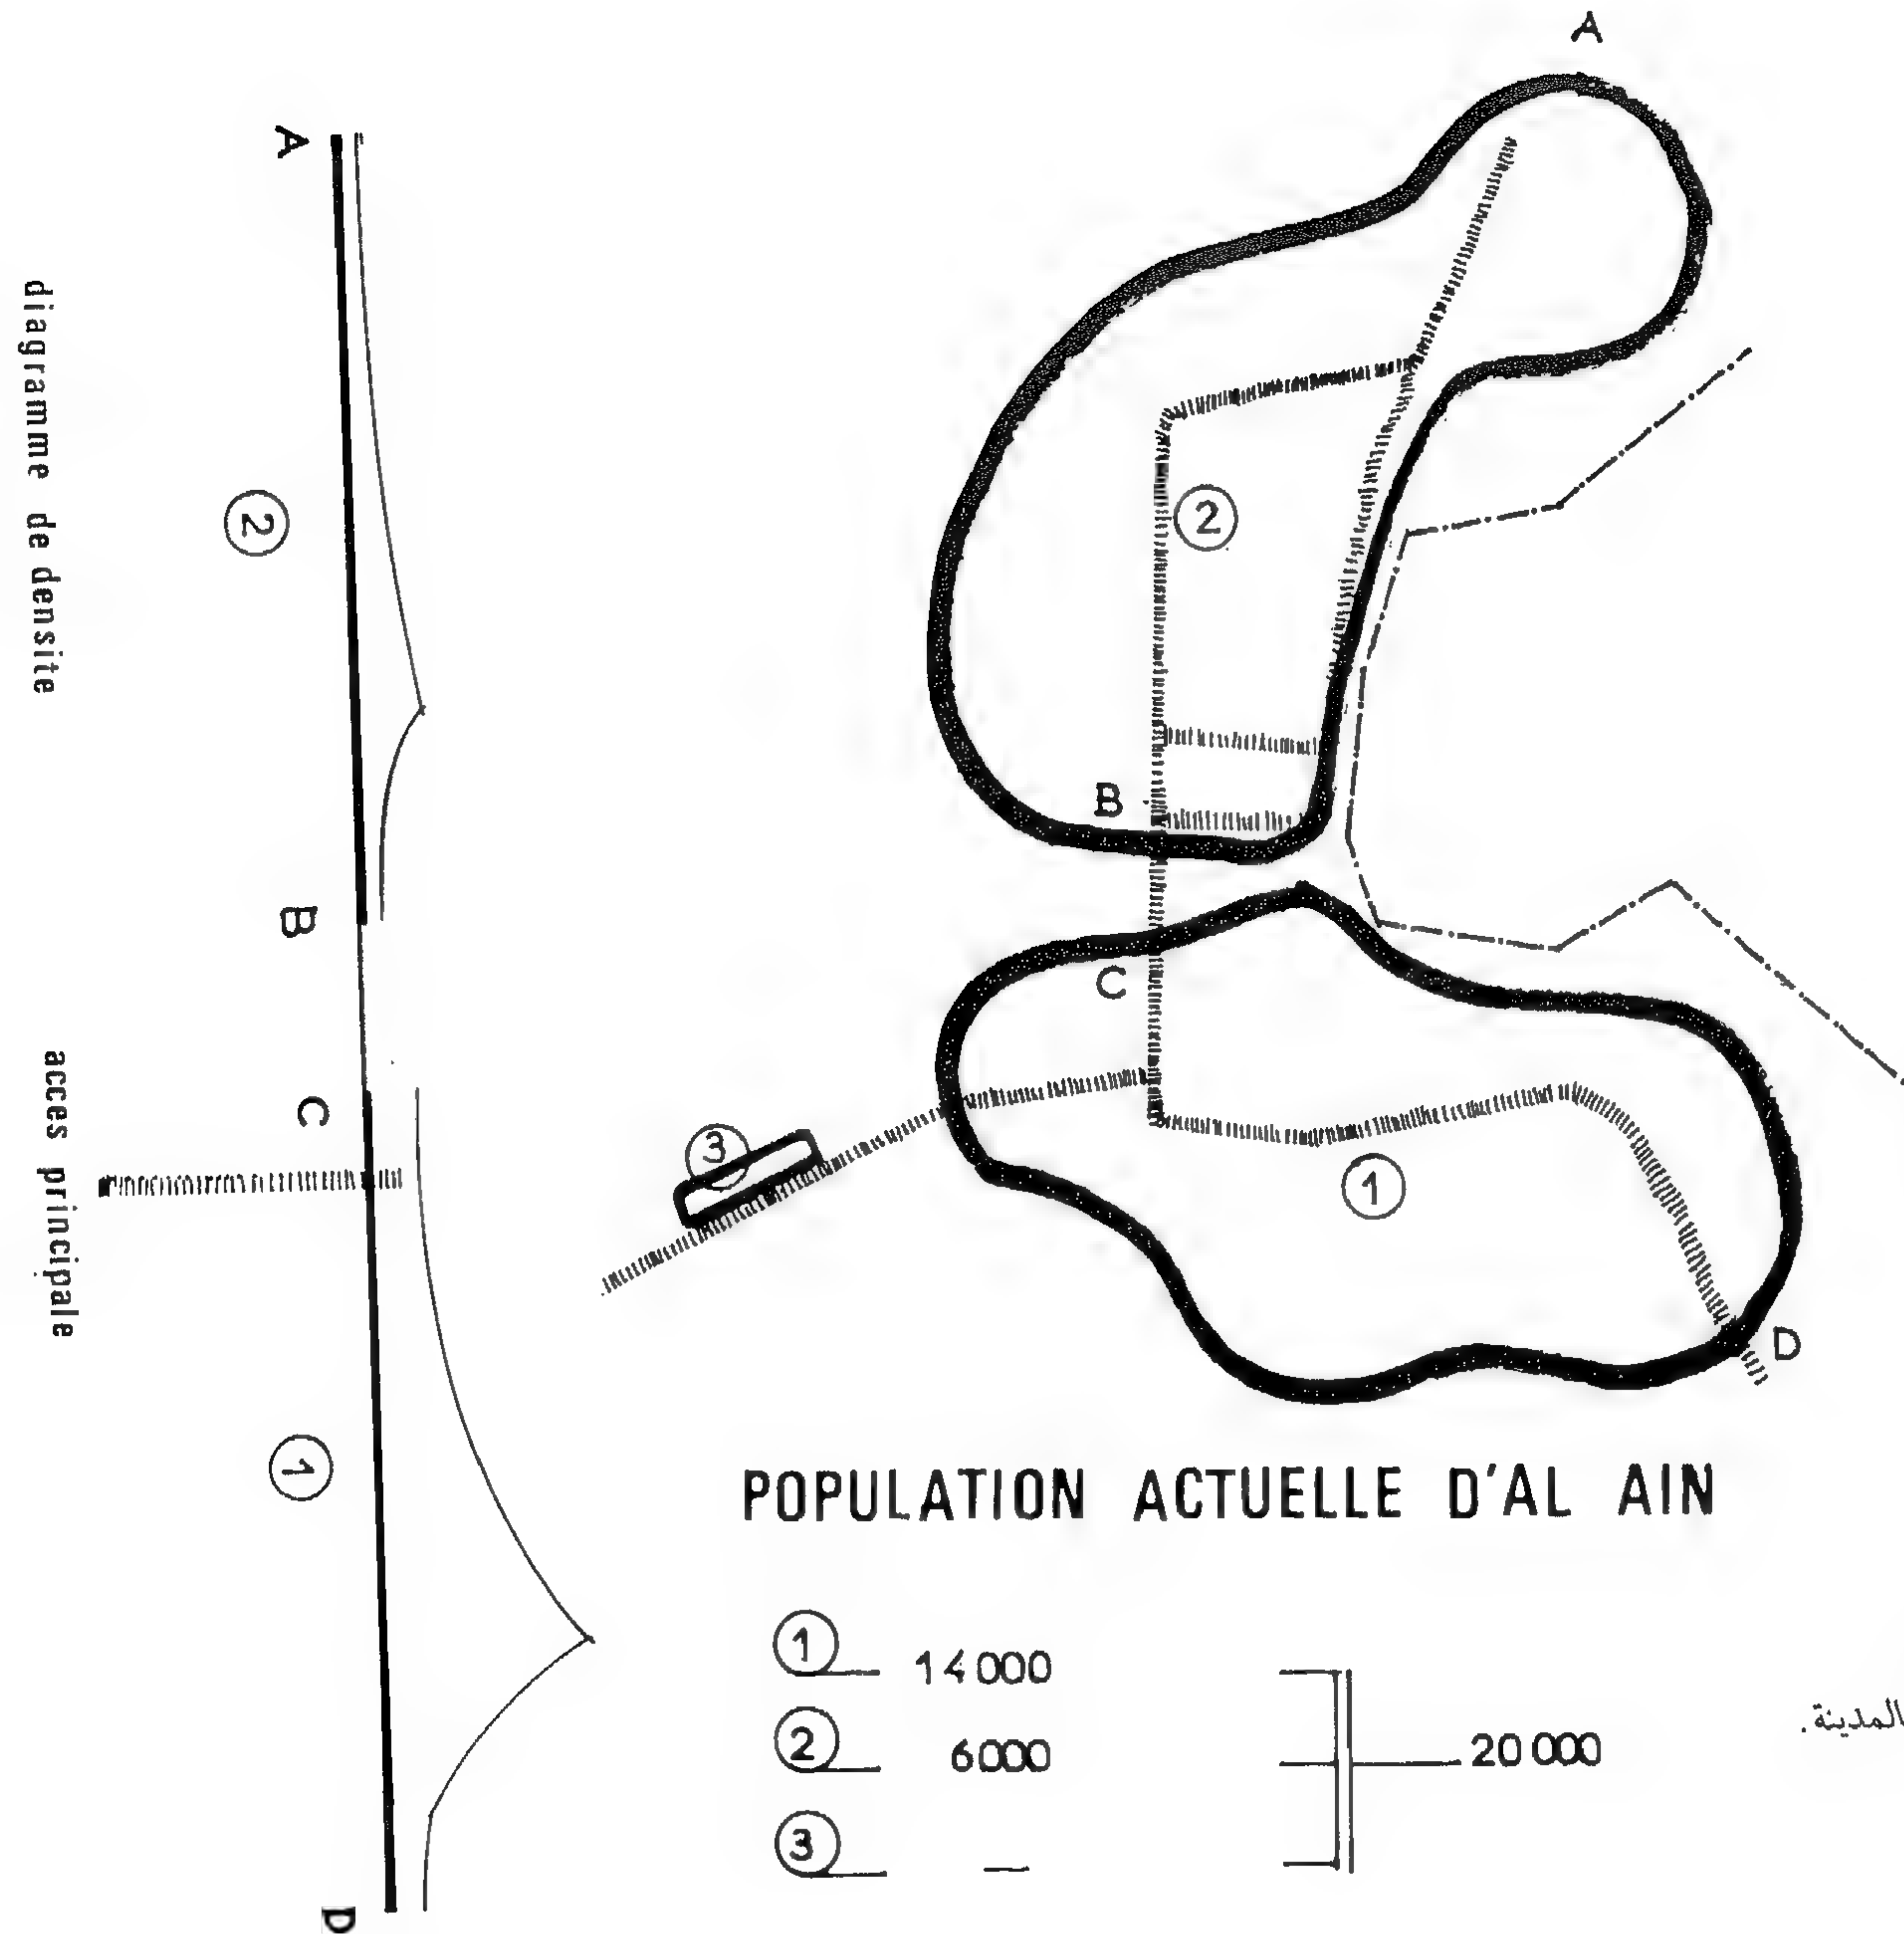 A
diagramme de densite
acces principale
A
2
B
C
1
D
2
B
C
3
1
D
POPULATION ACTUELLE D'AL AIN
1 14000
2 6000
20000
3 —
المدينة.